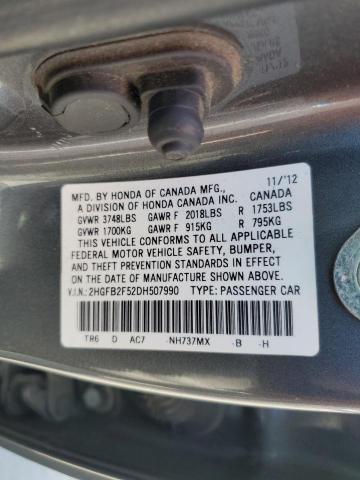 MFD. BY HONDA OF CANADA MFG., 11/'12
A DIVISION OF HONDA CANADA INC. CANADA
GVWR 3748LBS GAWR F 2018LBS R 1753LBS
GVWR 1700KG GAWR F 915KG R 795KG
THIS VEHICLE CONFORMS TO ALL APPLICABLE
FEDERAL MOTOR VEHICLE SAFETY, BUMPER,
AND THEFT PREVENTION STANDARDS IN EFFECT
ON THE DATE OF MANUFACTURE SHOWN ABOVE.
V.I.N.: 2HGFB2F52DH507990 TYPE: PASSENGER CAR
TR6 D AC7 NH737MX B H